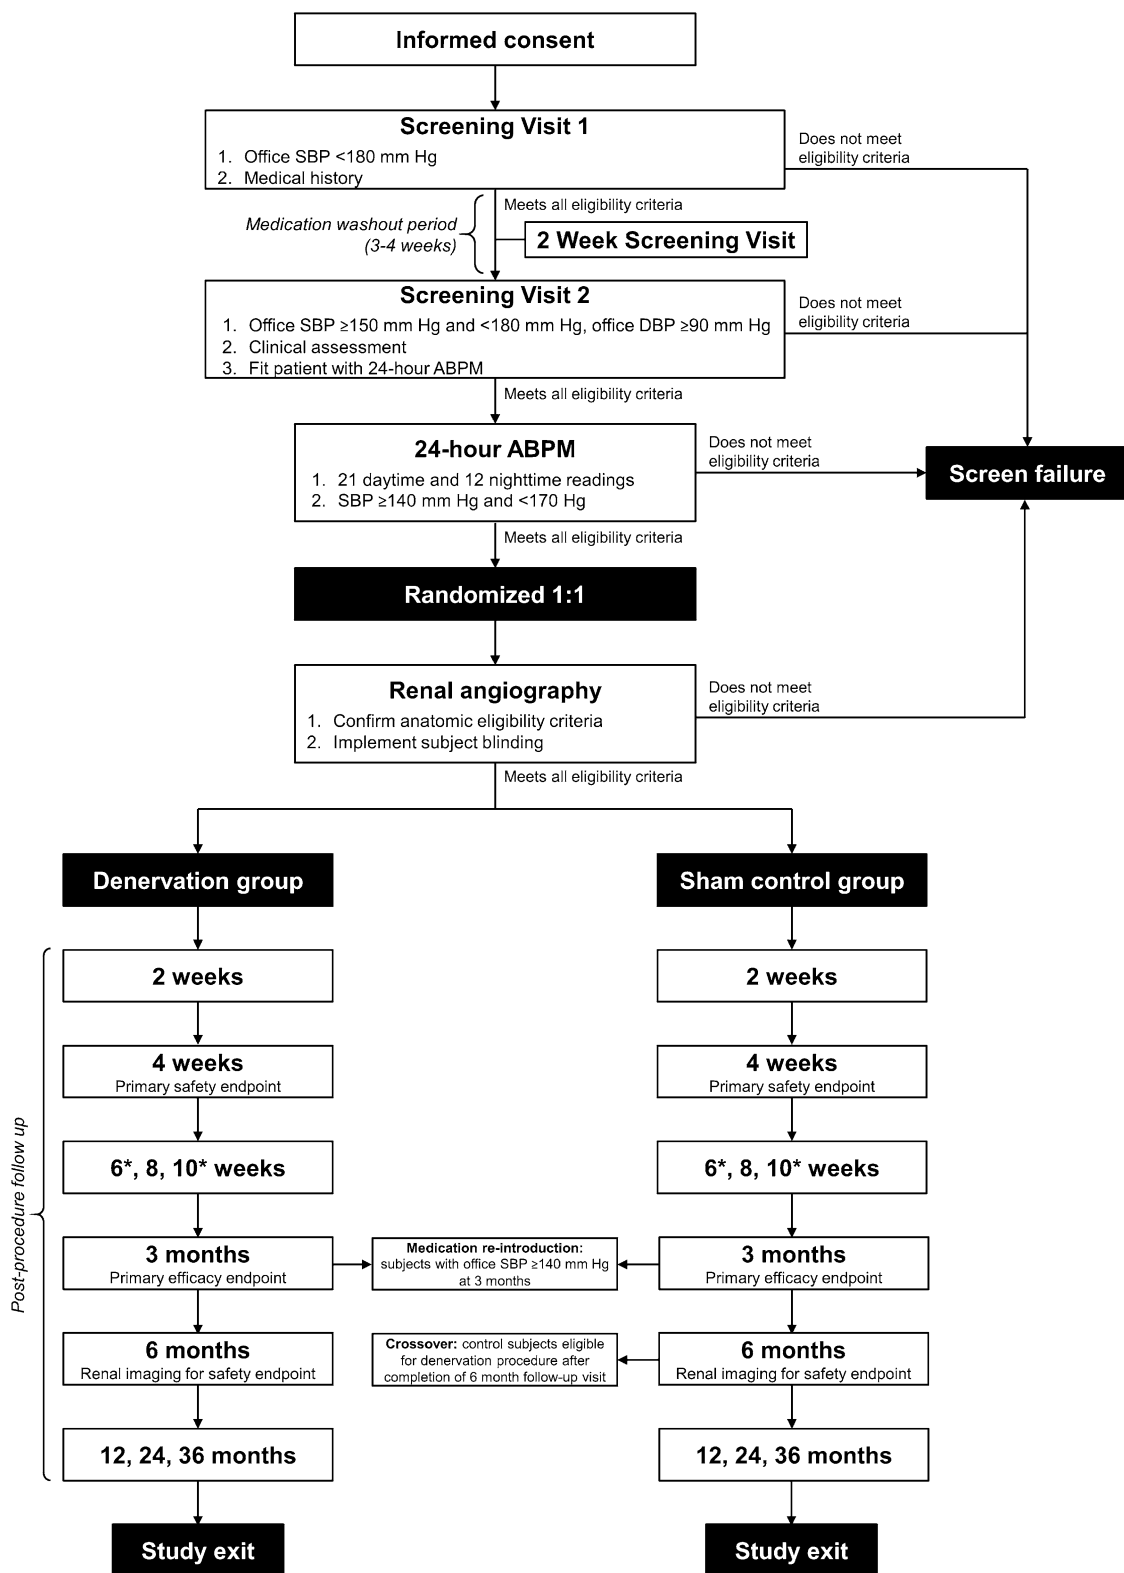 Informed consent
Screening Visit 1
1. Office SBP <180 mm Hg
2. Medical history
Does not meet
eligibility criteria
Meets all eligibility criteria
Medication washout period
(3-4 weeks)
2 Week Screening Visit
Screening Visit 2
1. Office SBP ≥150 mm Hg and <180 mm Hg, office DBP ≥90 mm Hg
2. Clinical assessment
3. Fit patient with 24-hour ABPM
Does not meet
eligibility criteria
Meets all eligibility criteria
24-hour ABPM
1. 21 daytime and 12 nighttime readings
2. SBP ≥140 mm Hg and <170 Hg
Does not meet
eligibility criteria
Screen failure
Meets all eligibility criteria
Randomized 1:1
Renal angiography
1. Confirm anatomic eligibility criteria
2. Implement subject blinding
Does not meet
eligibility criteria
Meets all eligibility criteria
Denervation group
Sham control group
Post-procedure follow up
2 weeks
2 weeks
4 weeks
Primary safety endpoint
4 weeks
Primary safety endpoint
6*, 8, 10* weeks
6*, 8, 10* weeks
3 months
Primary efficacy endpoint
Medication re-introduction:
subjects with office SBP ≥140 mm Hg
at 3 months
3 months
Primary efficacy endpoint
6 months
Renal imaging for safety endpoint
Crossover: control subjects eligible
for denervation procedure after
completion of 6 month follow-up visit
6 months
Renal imaging for safety endpoint
12, 24, 36 months
12, 24, 36 months
Study exit
Study exit